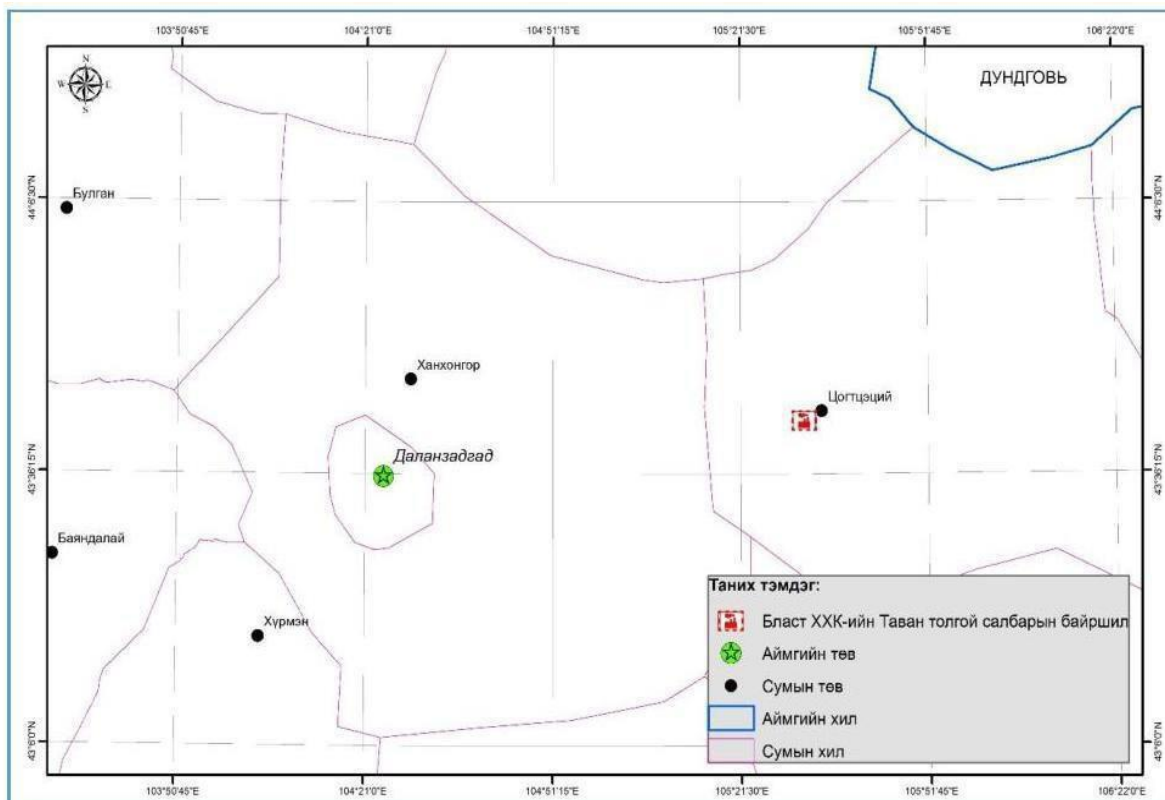 103°50'45"E 104°21'0"E 104°51'15"E 105°21'30"E 105°51'45"E 106°22'0"E
N
W E
S
ДУНДГОВЬ
44°6'30"N 44°6'30"N
Булган
Ханхонгор
Цогтцэций
Даланзадгад
43°36'15"N 43°36'15"N
Баяндалай
Хүрмэн
Таних тэмдэг:
Бласт ХХК-ийн Таван толгой салбарын байршил
Аймгийн төв
Сумын төв
Аймгийн хил
Сумын хил
43°6'0"N 43°6'0"N
103°50'45"E 104°21'0"E 104°51'15"E 105°21'30"E 105°51'45"E 106°22'0"E